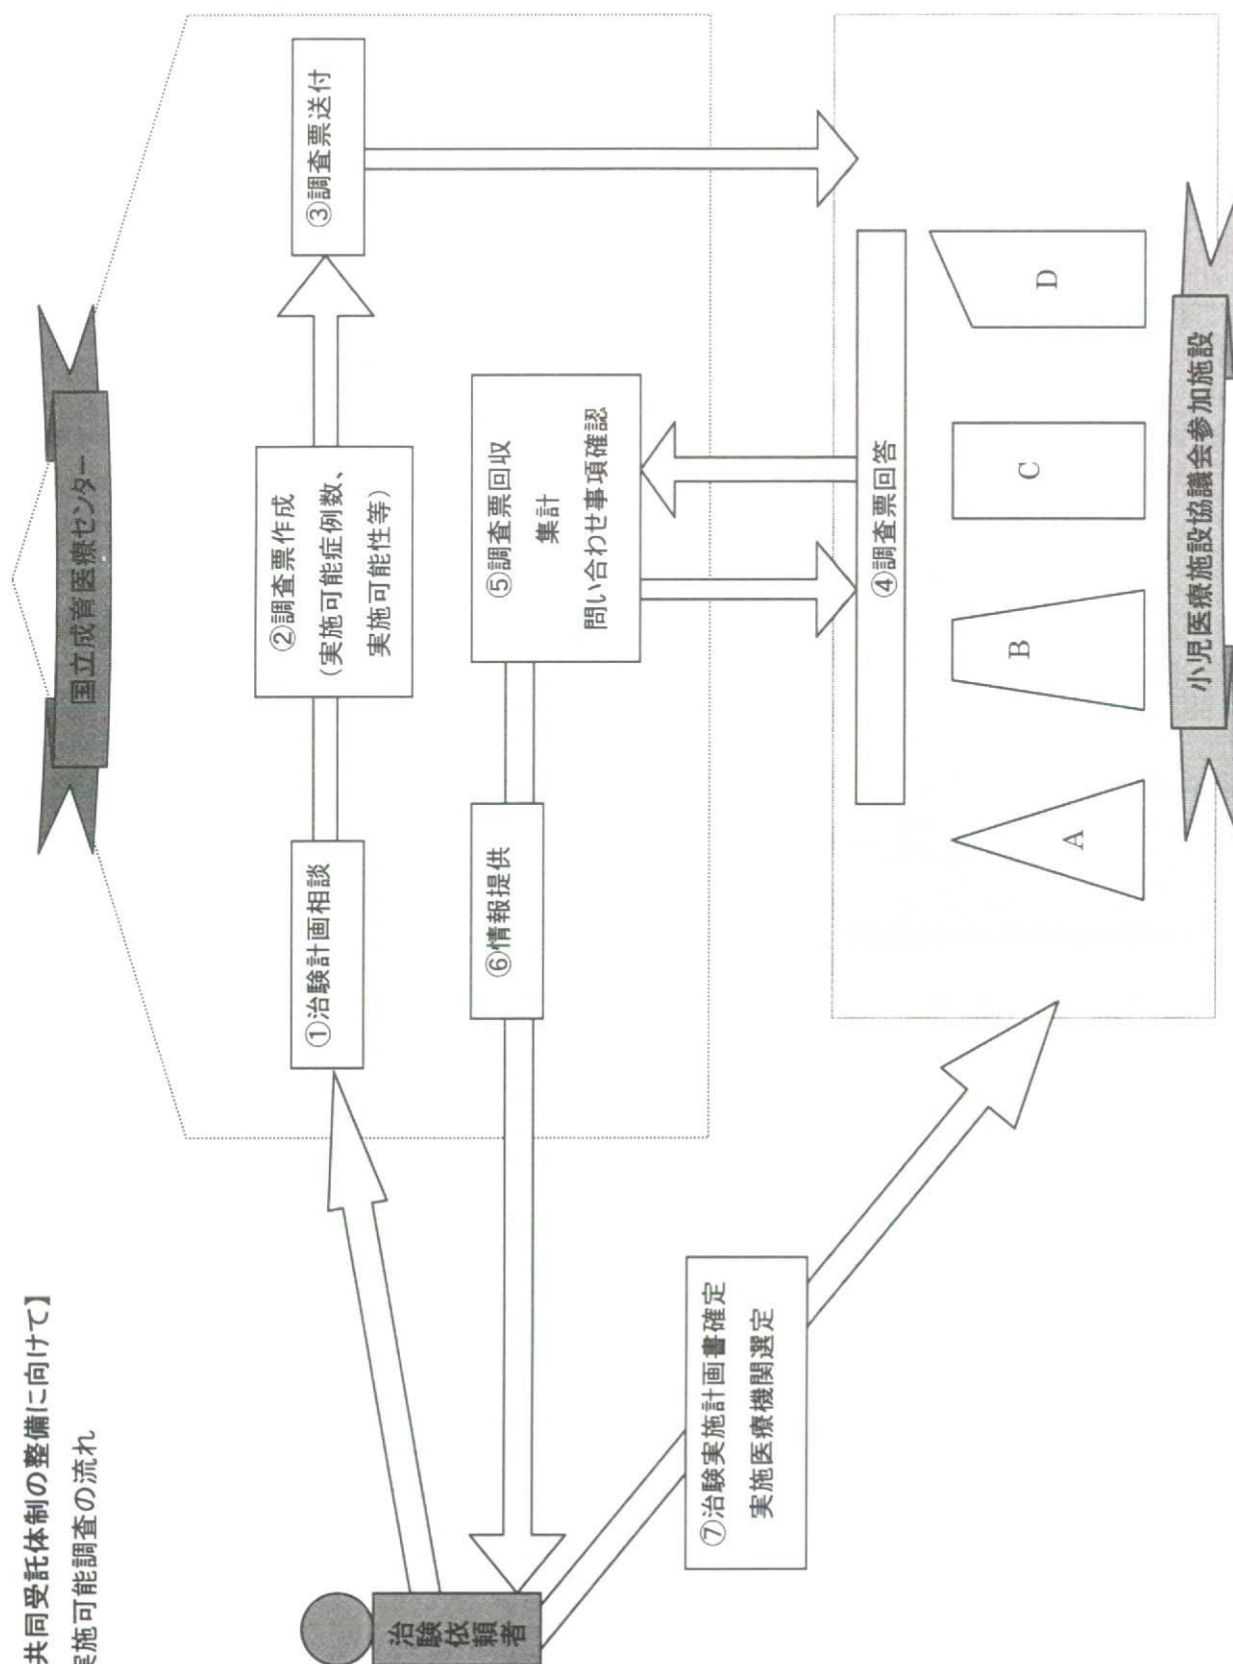 共同受託体制の整備に向けて】
実施可能調査の流れ
国立成育医療センター
①治験計画相談
②調査票作成
(実施可能症例数、
実施可能性等)
③調査票送付
⑥情報提供
⑤調査票回収
集計
問い合わせ事項確認
治験依頼者
⑦治験実施計画書確定
実施医療機関選定
④調査票回答
A
B
C
D
小児医療施設協議会参加施設